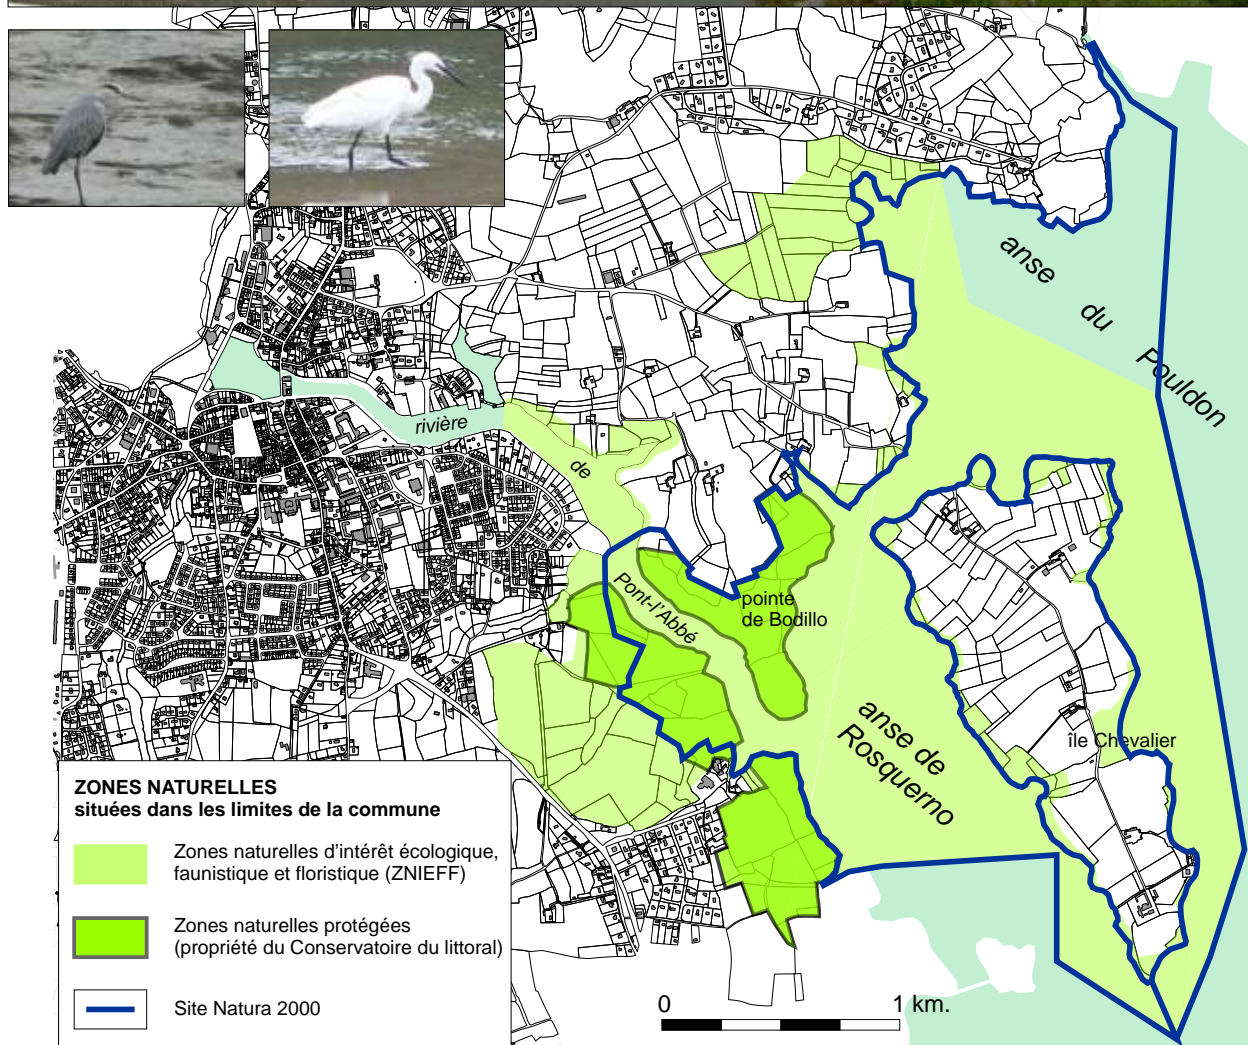 anse
du
Pouldon
rivière
de
Pont-l'Abbé
pointe
de Bodillo
anse de
Rosquerno
île Chevalier
ZONES NATURELLES
situées dans les limites de la commune
Zones naturelles d'intérêt écologique,
faunistique et floristique (ZNIEFF)
Zones naturelles protégées
(propriété du Conservatoire du littoral)
Site Natura 2000
0 1 km.